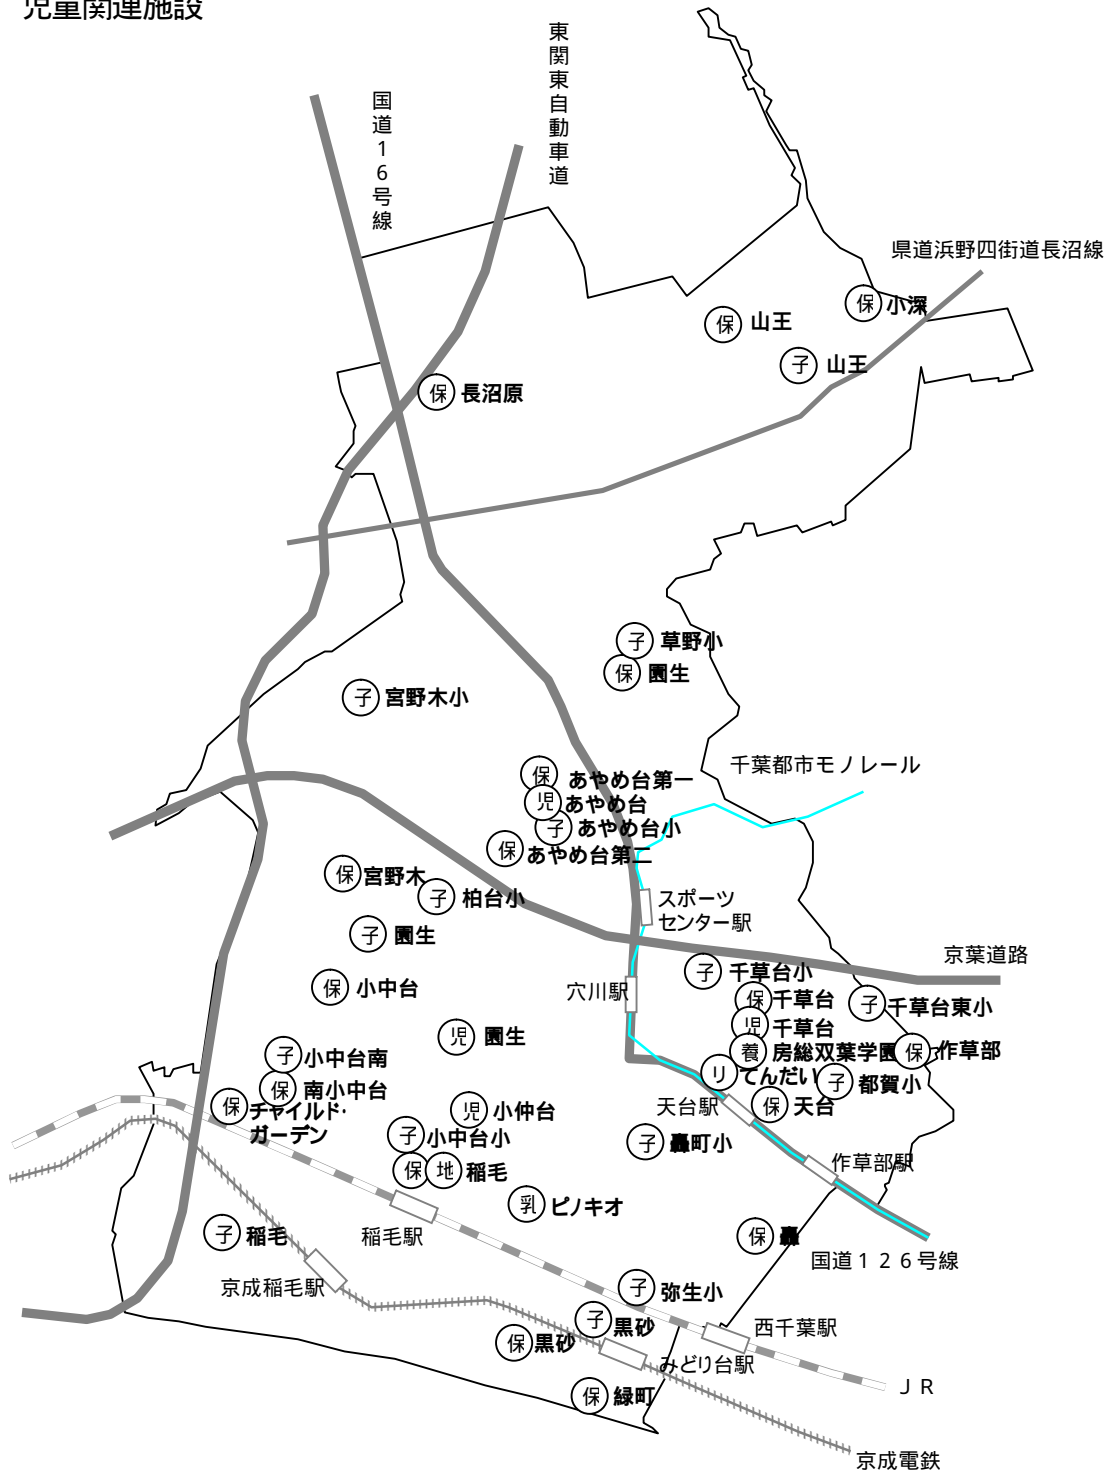 児童関連施設
東関東自動車道
国道１６号線
県道浜野四街道長沼線
保 小深
保 山王
子 山王
保 長沼原
子 草野小
保 園生
子 宮野木小
千葉都市モノレール
保 あやめ台第一
児 あやめ台
子 あやめ台小
保 あやめ台第二
保 宮野木
子 柏台小
スポーツ
センター駅
子 園生
京葉道路
子 千草台小
保 小中台
穴川駅
保 千草台
子 千草台東小
児 千草台
児 園生
養 房総双葉学園
保 作草部
子 小中台南
リ てんだい
子 都賀小
保 南小中台
保 チャイルド・
ガーデン
天台駅
保 天台
児 小仲台
子 小中台小
子 轟町小
作草部駅
保 地 稲毛
乳 ピノキオ
子 稲毛
稲毛駅
保 轟
国道１２６号線
京成稲毛駅
子 弥生小
子 黒砂
西千葉駅
保 黒砂
みどり台駅
保 緑町
ＪＲ
京成電鉄